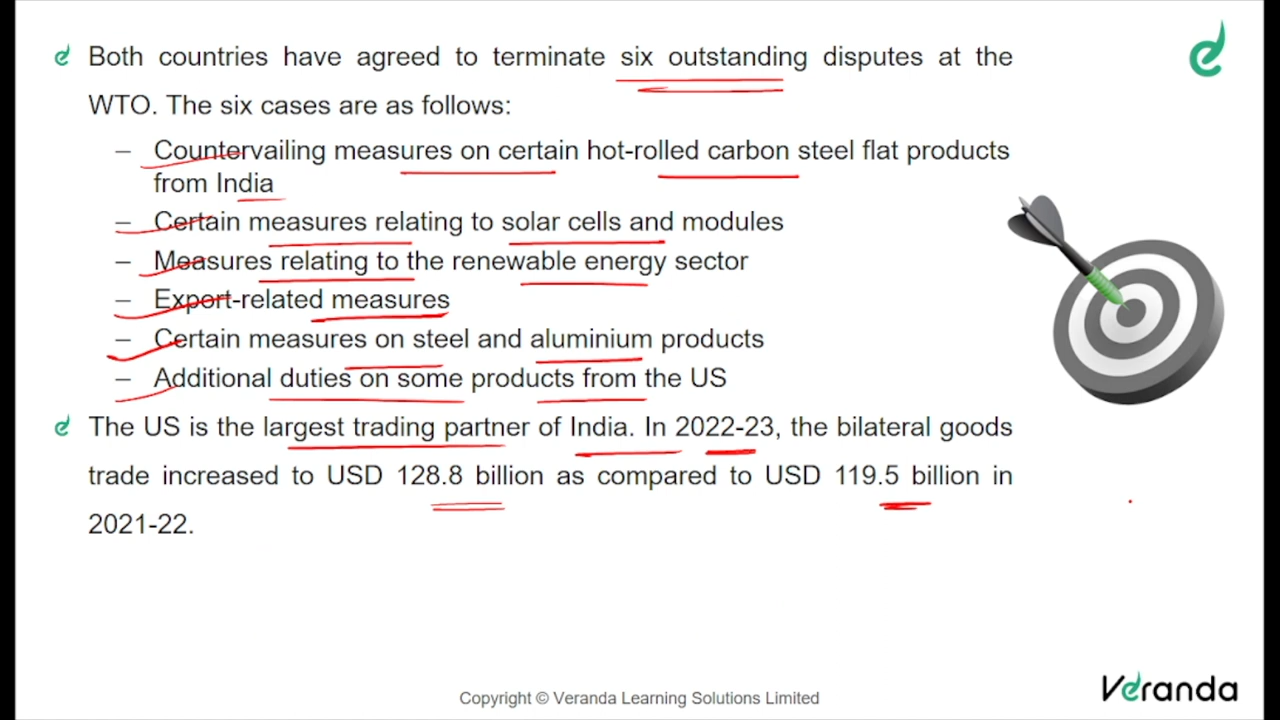 Both countries have agreed to terminate six outstanding disputes at the
WTO. The six cases are as follows:
– Countervailing measures on certain hot-rolled carbon steel flat products
from India
– Certain measures relating to solar cells and modules
– Measures relating to the renewable energy sector
– Export-related measures
– Certain measures on steel and aluminium products
– Additional duties on some products from the US
The US is the largest trading partner of India. In 2022-23, the bilateral goods
trade increased to USD 128.8 billion as compared to USD 119.5 billion in
2021-22.
Copyright © Veranda Learning Solutions Limited
Veranda